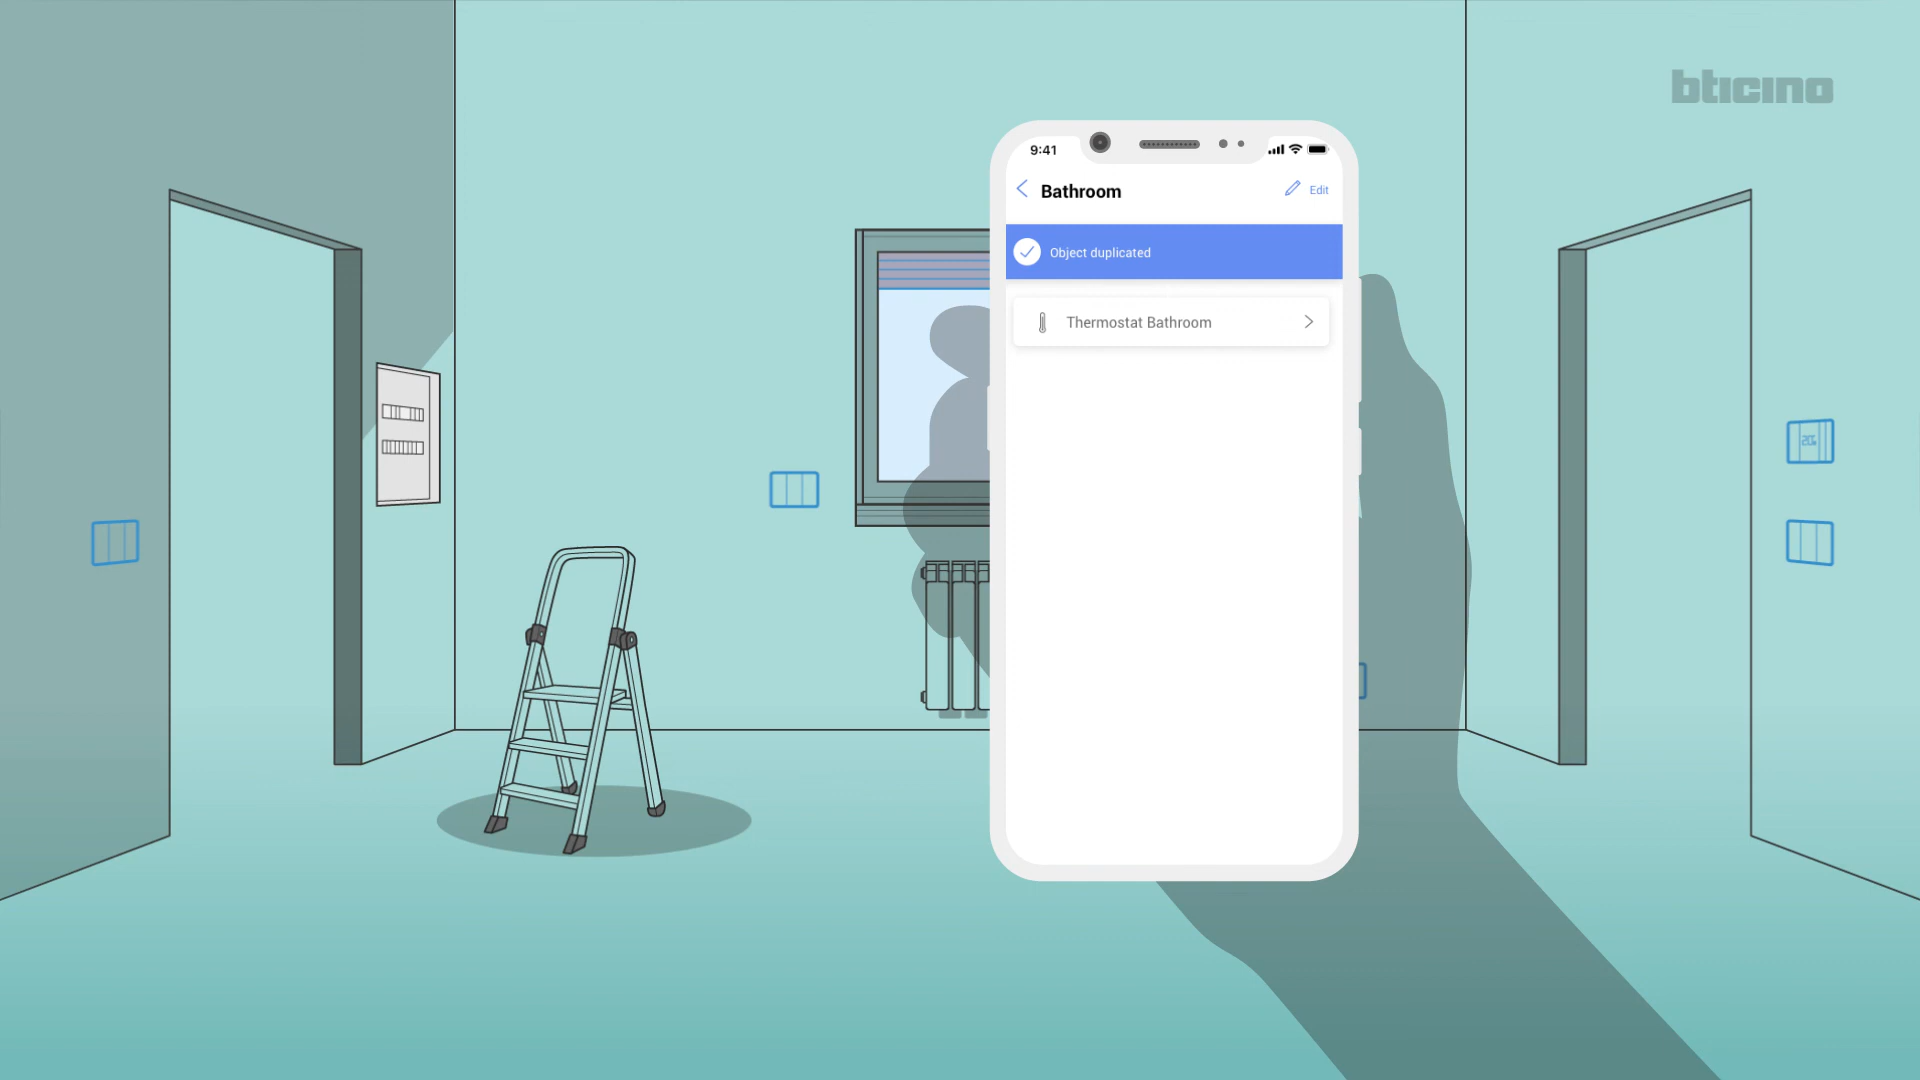 bticino
9:41
Bathroom
Edit
Object duplicated
Thermostat Bathroom